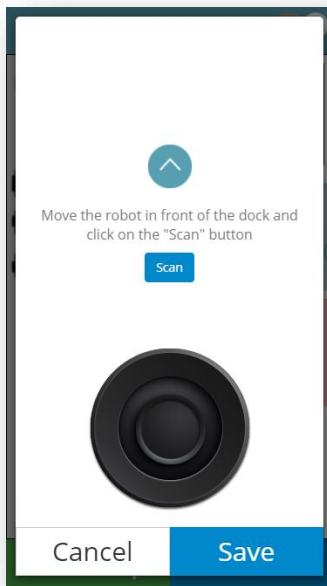 Move the robot in front of the dock and
click on the "Scan" button
Scan
Cancel
Save